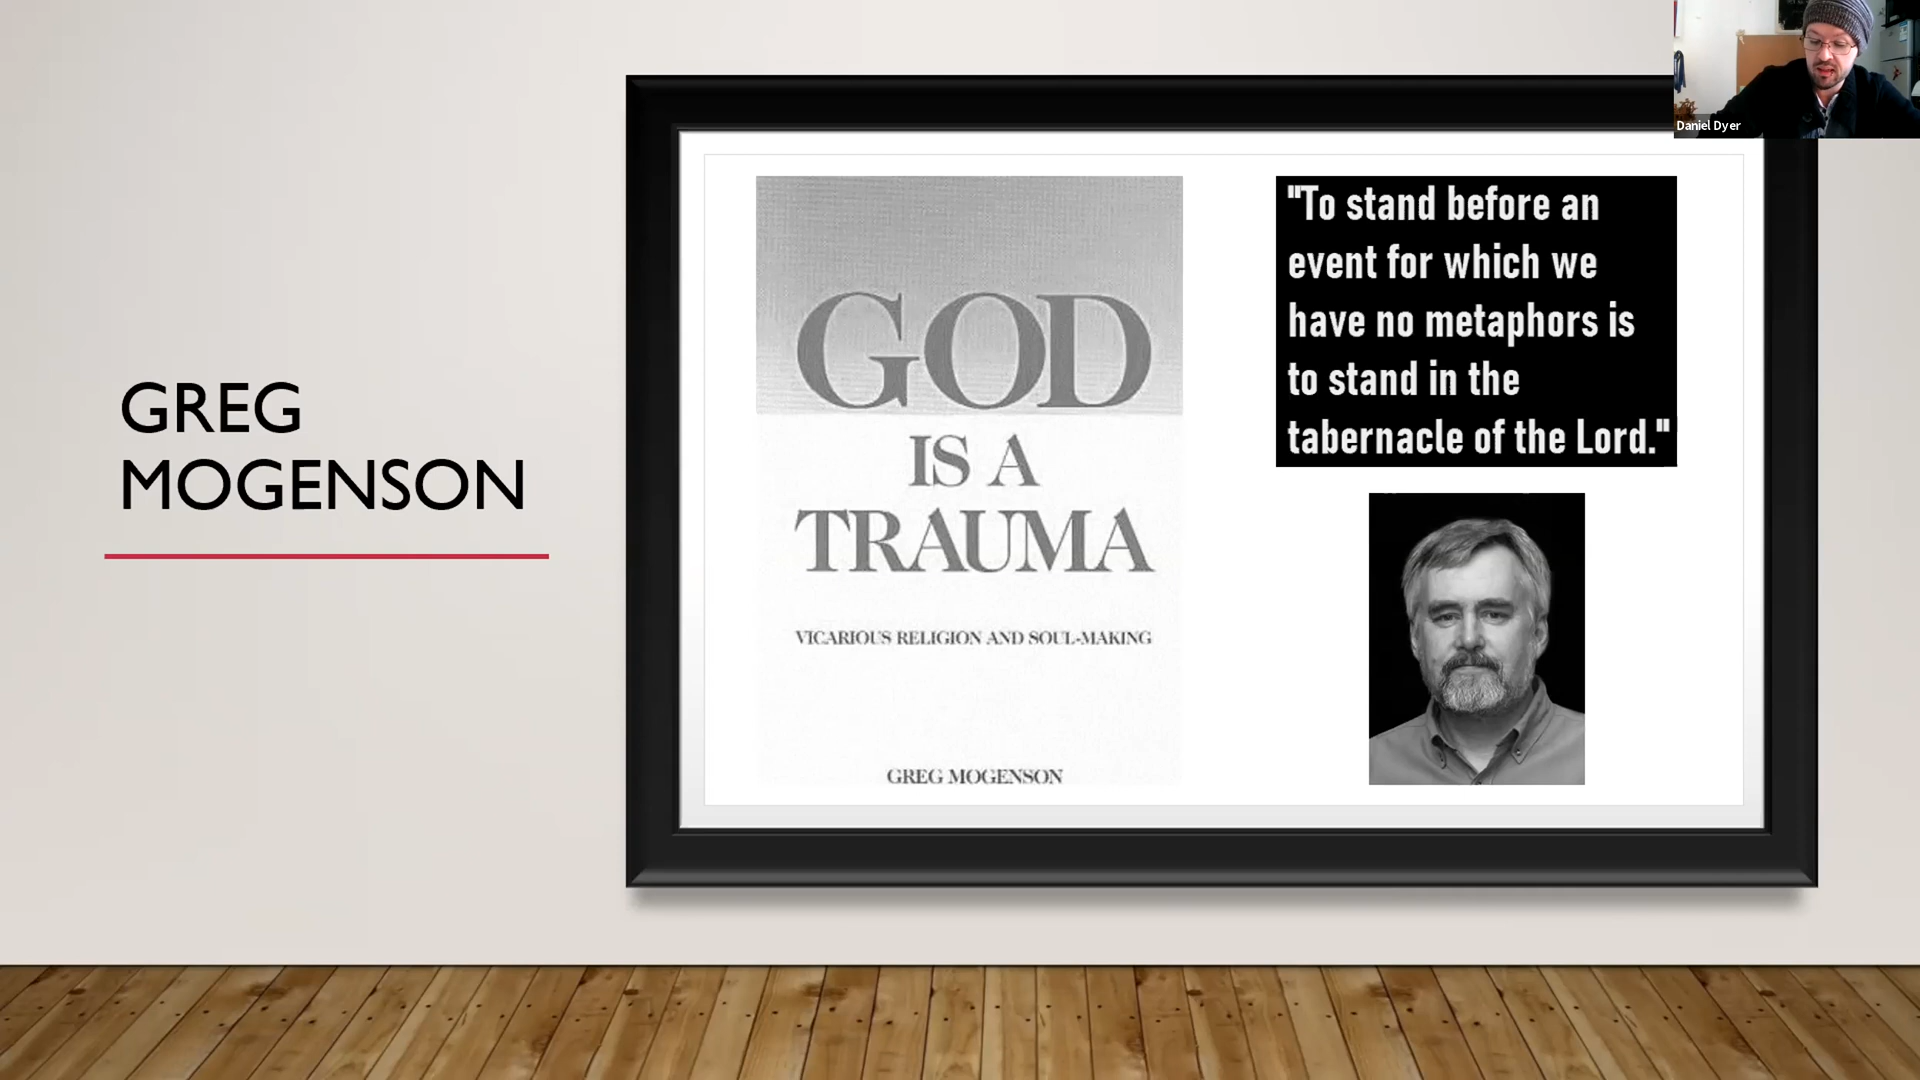 GREG
MOGENSON
GOD
IS A
TRAUMA
VICARIOUS RELIGION AND SOUL-MAKING
GREG MOGENSON
"To stand before an
event for which we
have no metaphors is
to stand in the
tabernacle of the Lord."
Daniel Dyer